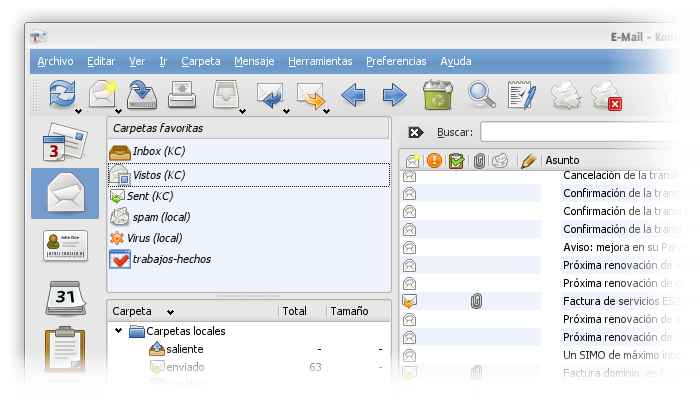 E-Mail - Kont
Archivo Editar Ver Ir Carpeta Mensaje Herramientas Preferencias Ayuda
Carpetas favoritas
Buscar:
Inbox (KC)
Vistos (KC)
Sent (KC)
spam (local)
Virus (local)
trabajos-hechos
Asunto
Cancelación de la transf
Confirmación de la trans
Confirmación de la trans
Confirmación de la trans
Aviso: mejora en su Pane
Próxima renovación de
Próxima renovación de
Factura de servicios ES
Próxima renovación de
Próxima renovación de
Un SIMO de máximo inte
Factura dominio .es ES
Carpeta Total Tamaño
Carpetas locales
saliente - -
enviado 63 -
3
John Doe
31